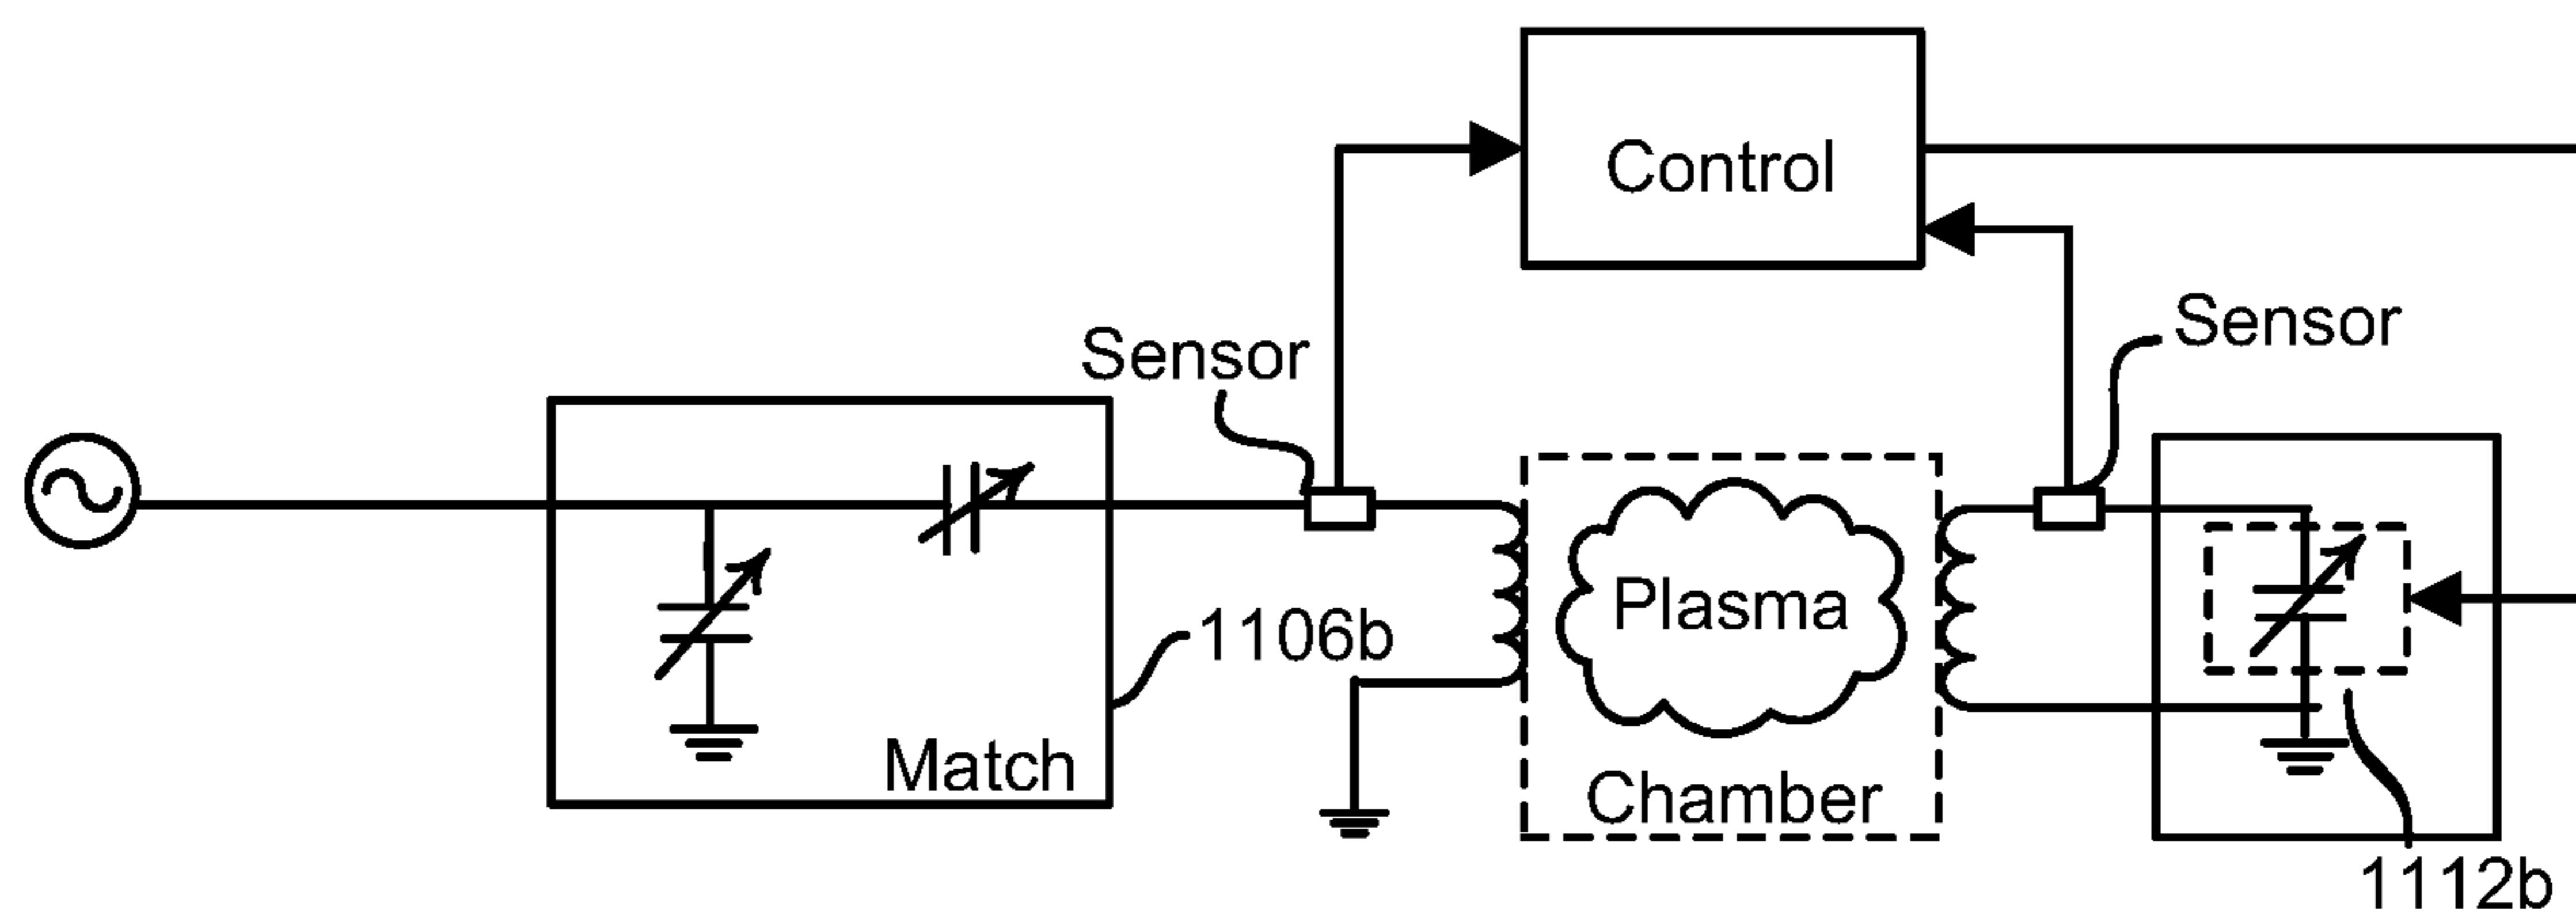 Control
Sensor
Sensor
1106b
Plasma
Match
Chamber
1112b